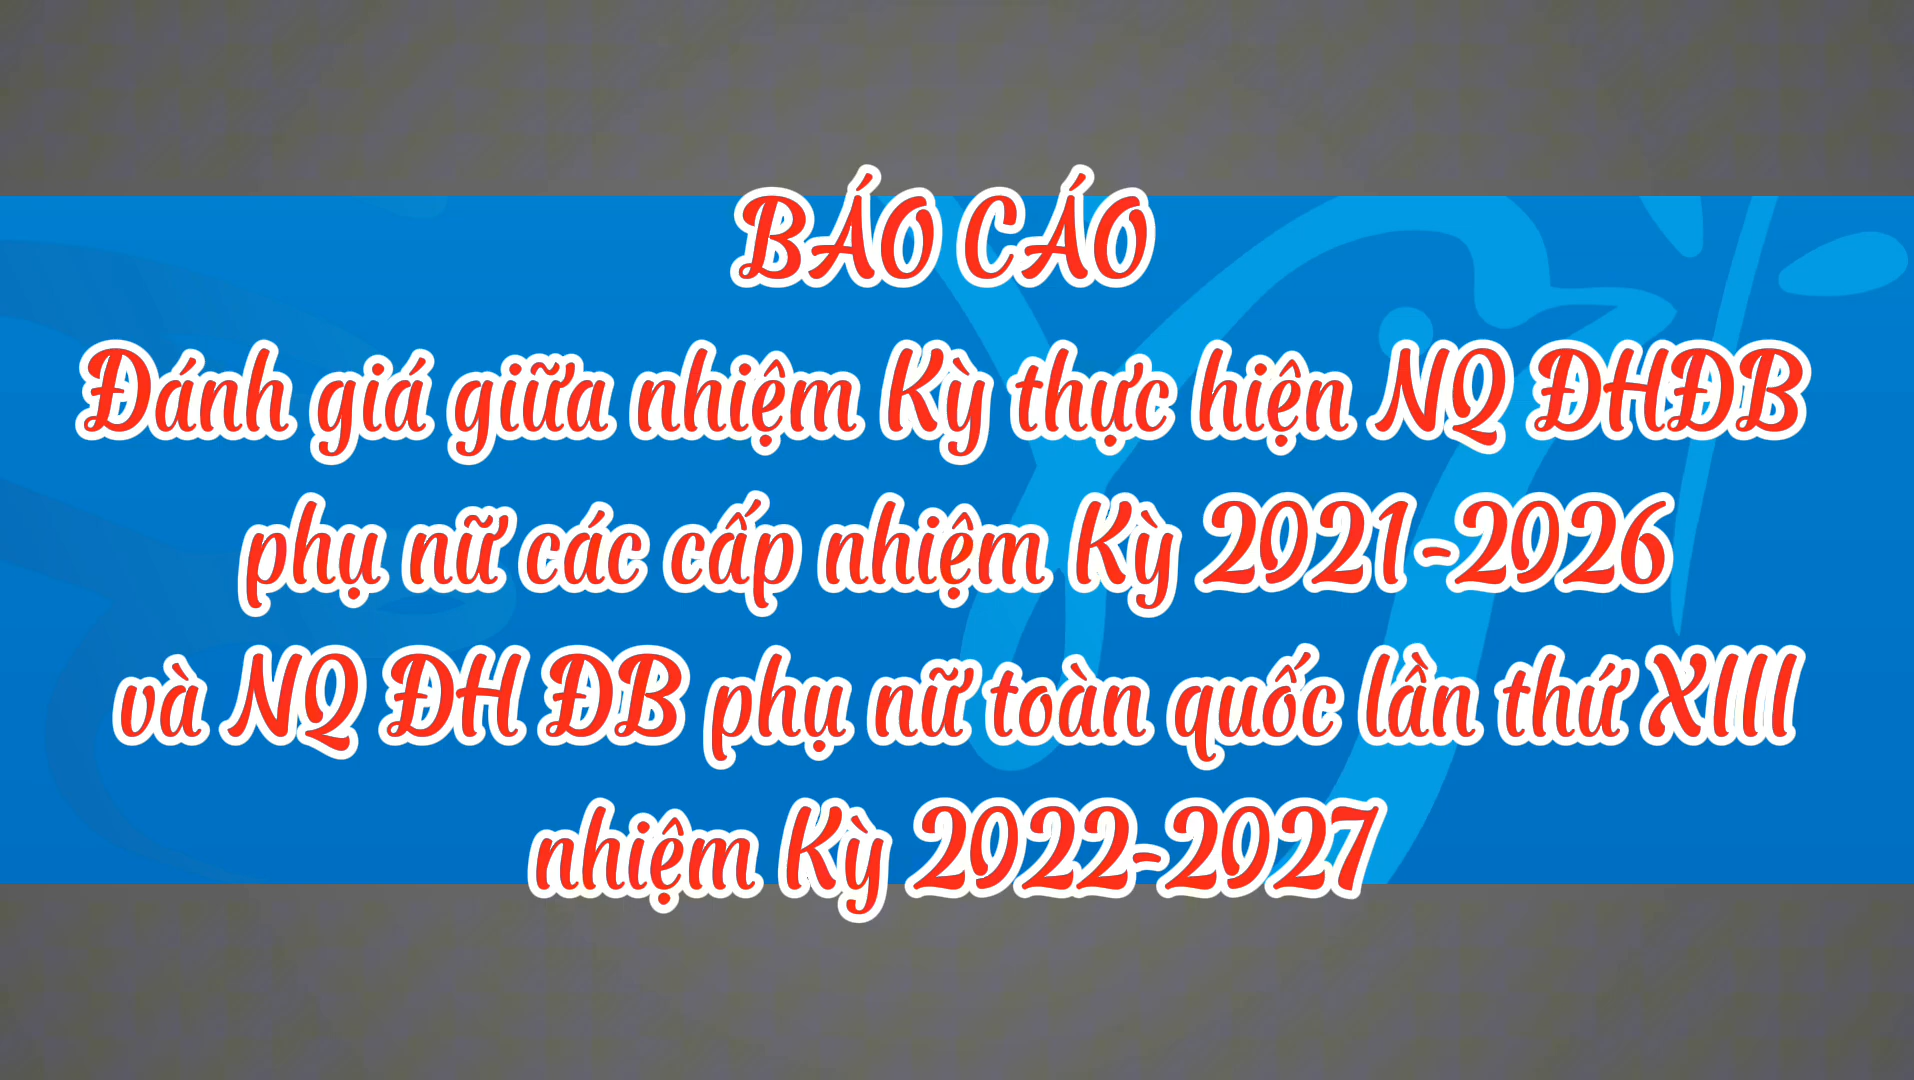 BÁO CÁO
Đánh giá giữa nhiệm Kỳ thực hiện NQ ĐHĐB
phụ nữ các cấp nhiệm Kỳ 2021-2026
và NQ ĐH ĐB phụ nữ toàn quốc lần thứ XIII
nhiệm Kỳ 2022-2027